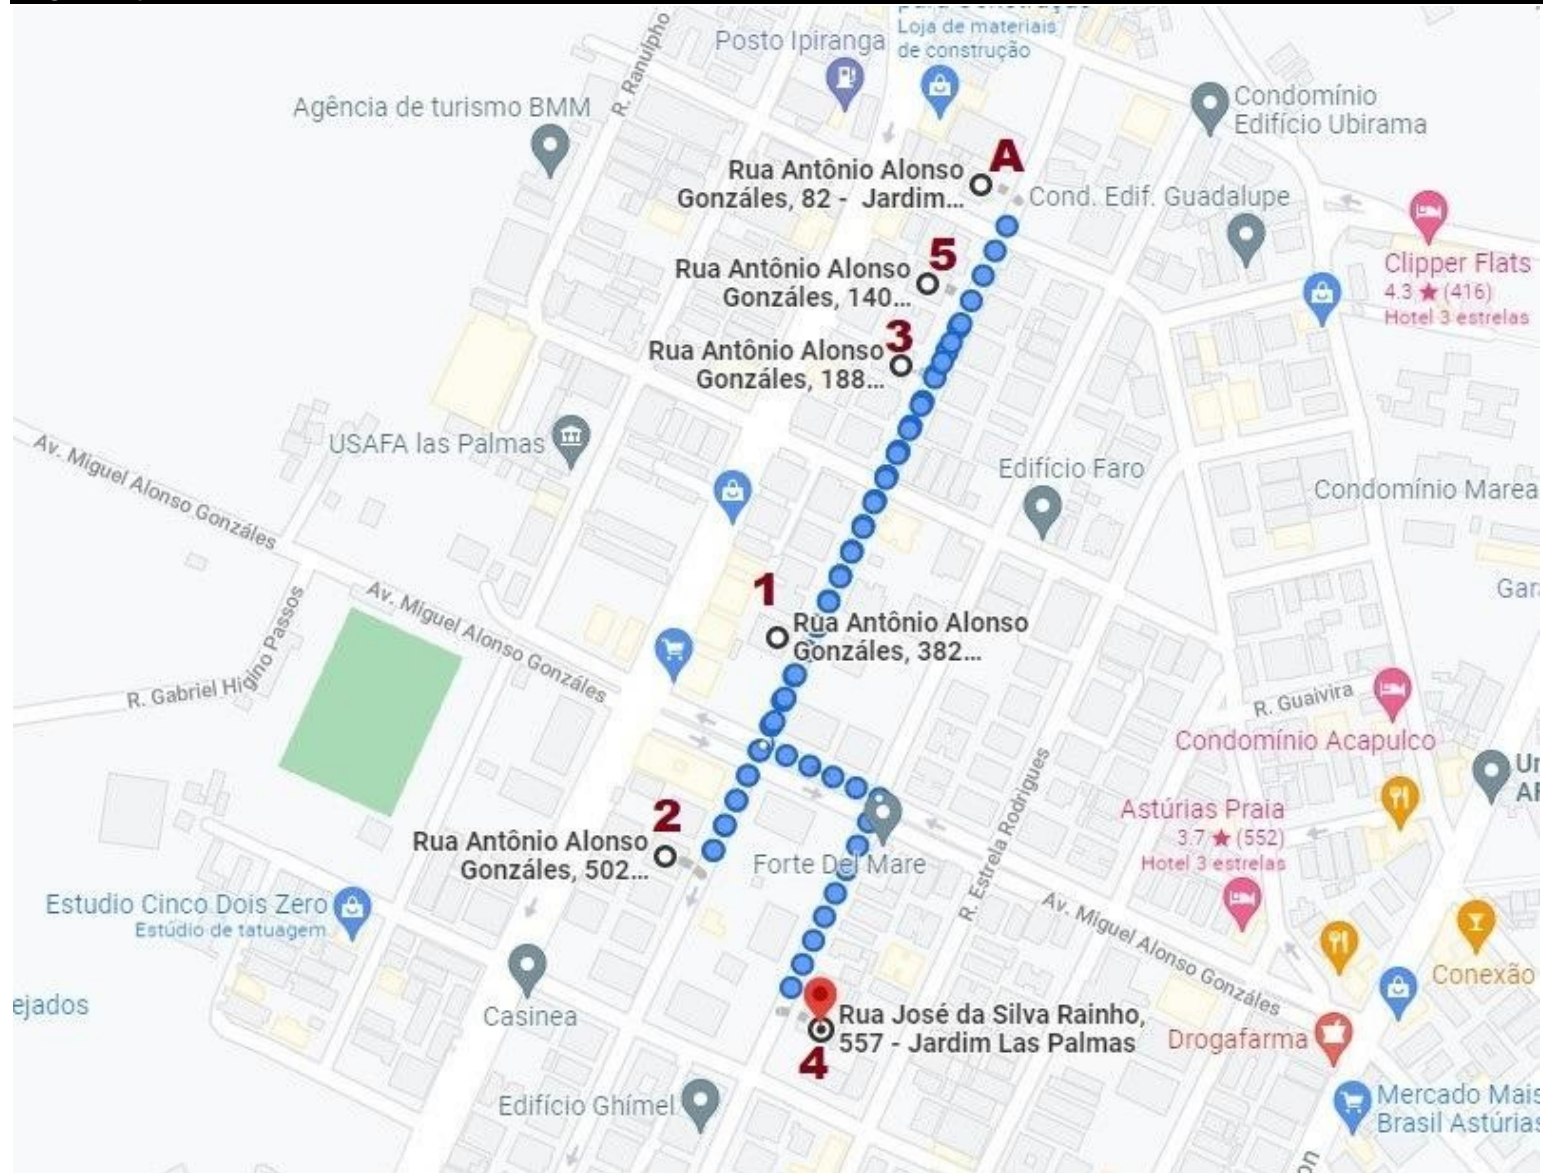 Posto Ipiranga
Loja de materiais
de construção
R. Ranulpho
Agência de turismo BMM
Condomínio
Edifício Ubirama
A
Rua Antônio Alonso
Gonzáles, 82 - Jardim...
Cond. Edif. Guadalupe
5
Rua Antônio Alonso
Gonzáles, 140...
Clipper Flats
4.3 ★ (416)
Hotel 3 estrelas
3
Rua Antônio Alonso
Gonzáles, 188...
USAFA las Palmas
Av. Miguel Alonso Gonzáles
Edifício Faro
Condomínio Marea
1
Rua Antônio Alonso
Gonzáles, 382...
Av. Miguel Alonso Gonzáles
R. Gabriel Higino Passos
Gar
R. Guaivira
Condomínio Acapulco
R. Estrela Rodrigues
Astúrias Praia
3.7 ★ (552)
Hotel 3 estrelas
2
Rua Antônio Alonso
Gonzáles, 502...
Forte Del Mare
Estudio Cinco Dois Zero
Estúdio de tatuagem
Av. Miguel Alonso Gonzáles
Conexão
ejados
Casinea
Rua José da Silva Rainho,
557 - Jardim Las Palmas
4
Drogafarma
Edifício Ghímel
Mercado Mais
Brasil Astúrias
on